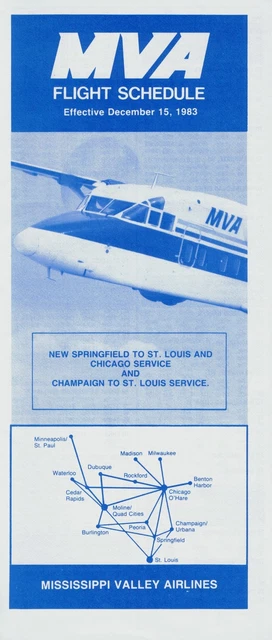 MVA
FLIGHT SCHEDULE
Effective December 15, 1983
MVA
NEW SPRINGFIELD TO ST. LOUIS AND
CHICAGO SERVICE
AND
CHAMPAIGN TO ST. LOUIS SERVICE.
Minneapolis/
St. Paul
Madison
Milwaukee
Waterloo
Dubuque
Rockford
Benton
Harbor
Cedar
Rapids
Chicago
O'Hare
Moline/
Quad Cities
Peoria
Champaign/
Urbana
Burlington
Springfield
St. Louis
MISSISSIPPI VALLEY AIRLINES